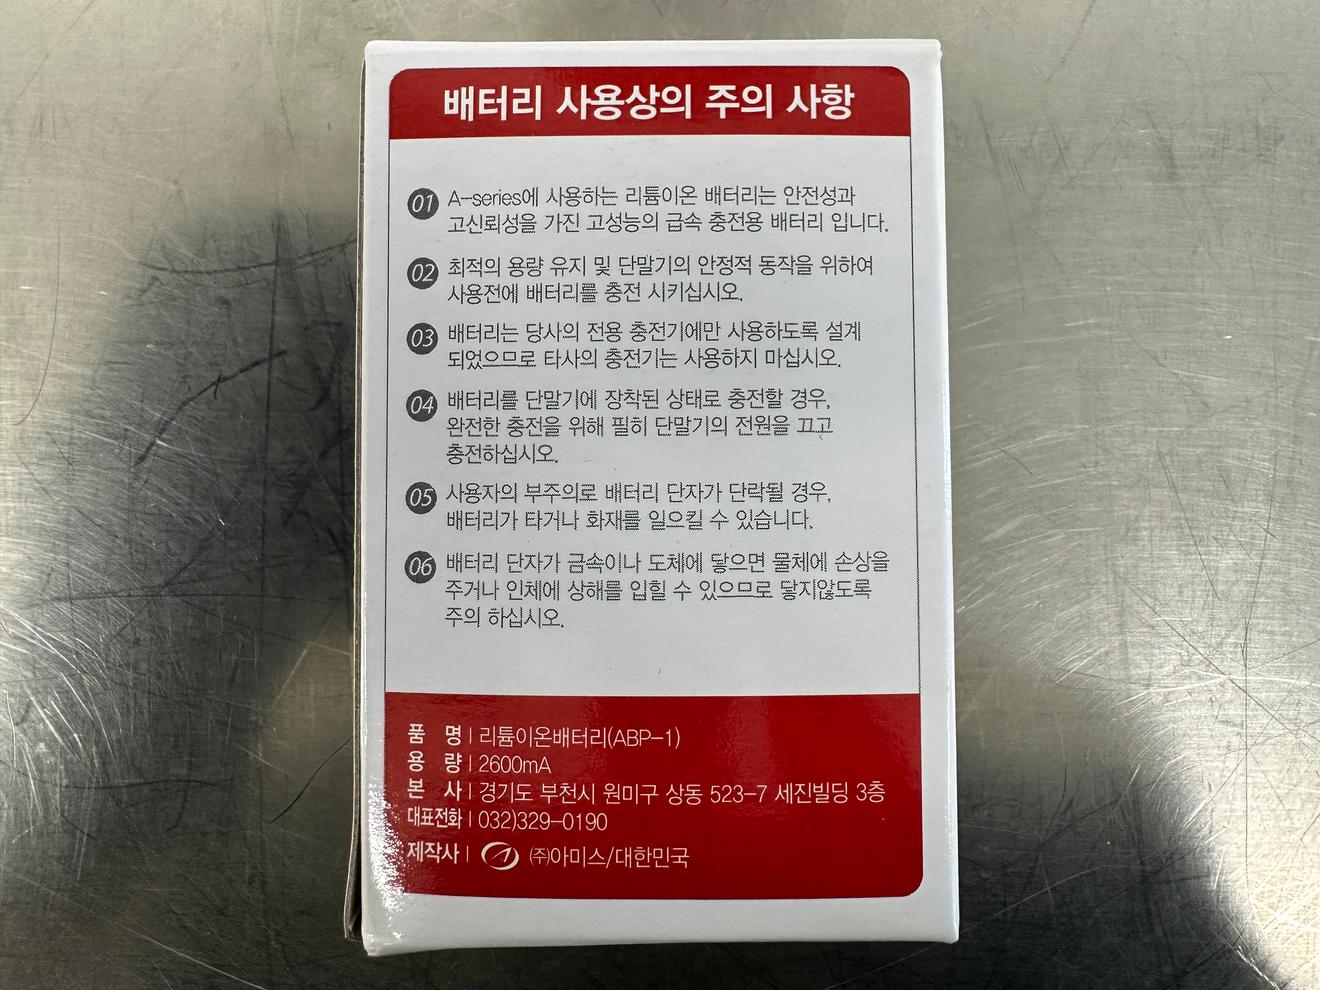 배터리 사용상의 주의 사항
01 A-series에 사용하는 리튬이온 배터리는 안전성과
고신뢰성을 가진 고성능의 급속 충전용 배터리 입니다.
02 최적의 용량 유지 및 단말기의 안정적 동작을 위하여
사용전에 배터리를 충전 시키십시오.
03 배터리는 당사의 전용 충전기에만 사용하도록 설계
되었으므로 타사의 충전기는 사용하지 마십시오.
04 배터리를 단말기에 장착된 상태로 충전할 경우,
완전한 충전을 위해 필히 단말기의 전원을 끄고
충전하십시오.
05 사용자의 부주의로 배터리 단자가 단락될 경우,
배터리가 타거나 화재를 일으킬 수 있습니다.
06 배터리 단자가 금속이나 도체에 닿으면 물체에 손상을
주거나 인체에 상해를 입힐 수 있으므로 닿지않도록
주의 하십시오.
품 명 | 리튬이온배터리(ABP-1)
용 량 | 2600mA
본 사 | 경기도 부천시 원미구 상동 523-7 세진빌딩 3층
대표전화 | 032)329-0190
제작사 | ㈜아미스/대한민국